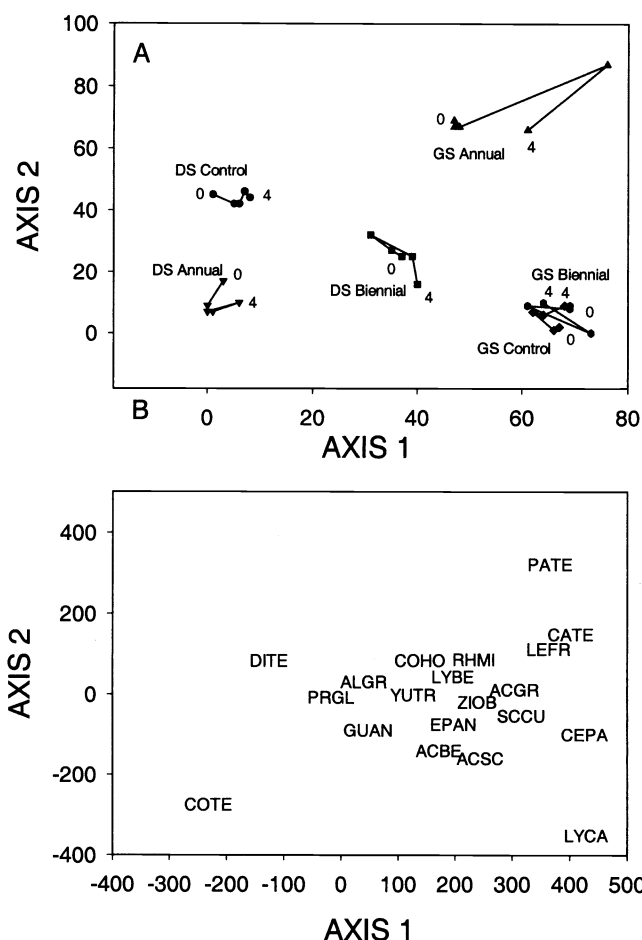 A
100
80
60
40
20
0
AXIS 2
0
GS Annual
4
DS Control
0
4
DS Annual
0
4
0
DS Biennial
4
GS Biennial
4 4
0
GS Control
0
B
0
20
40
60
80
AXIS 1
400
200
0
-200
-400
AXIS 2
PATE
CATE
LEFR
DITE
COHO
RHMI
ALGR
LYBE
PRGL
YUTR
ACGR
ZIOB
SCCU
GUAN
EPAN
CEPA
ACBE
ACSC
COTE
LYCA
-400 -300 -200 -100 0 100 200 300 400 500
AXIS 1